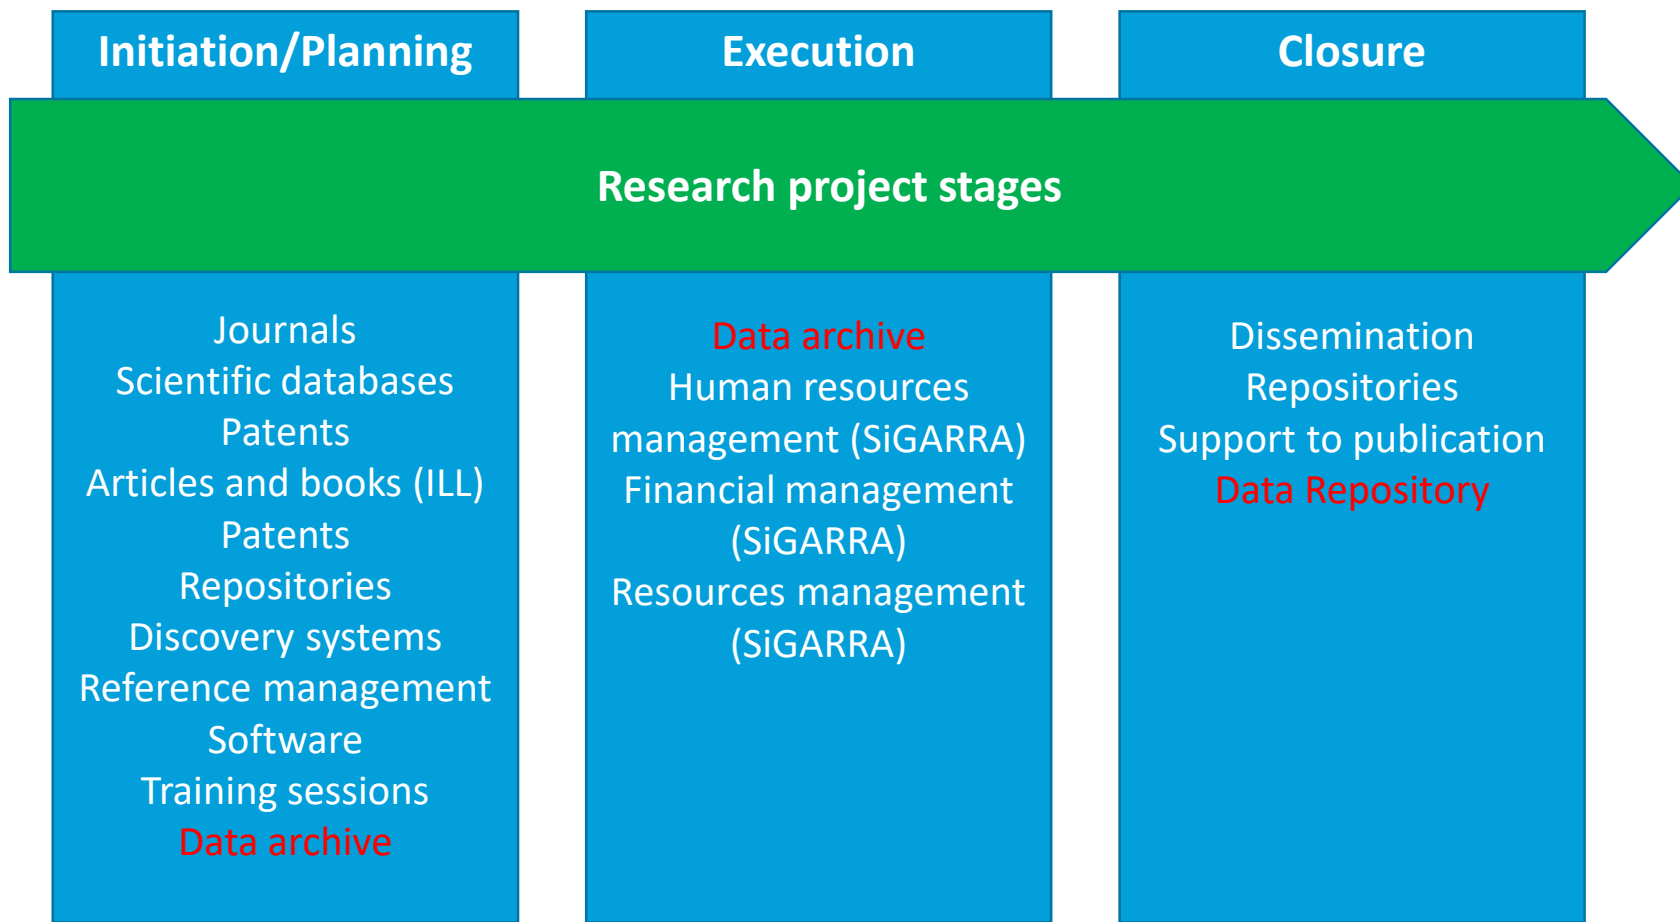 Initiation/Planning
Execution
Closure
Research project stages
Journals
Scientific databases
Patents
Articles and books (ILL)
Patents
Repositories
Discovery systems
Reference management
Software
Training sessions
Data archive
Data archive
Human resources
management (SiGARRA)
Financial management
(SiGARRA)
Resources management
(SiGARRA)
Dissemination
Repositories
Support to publication
Data Repository